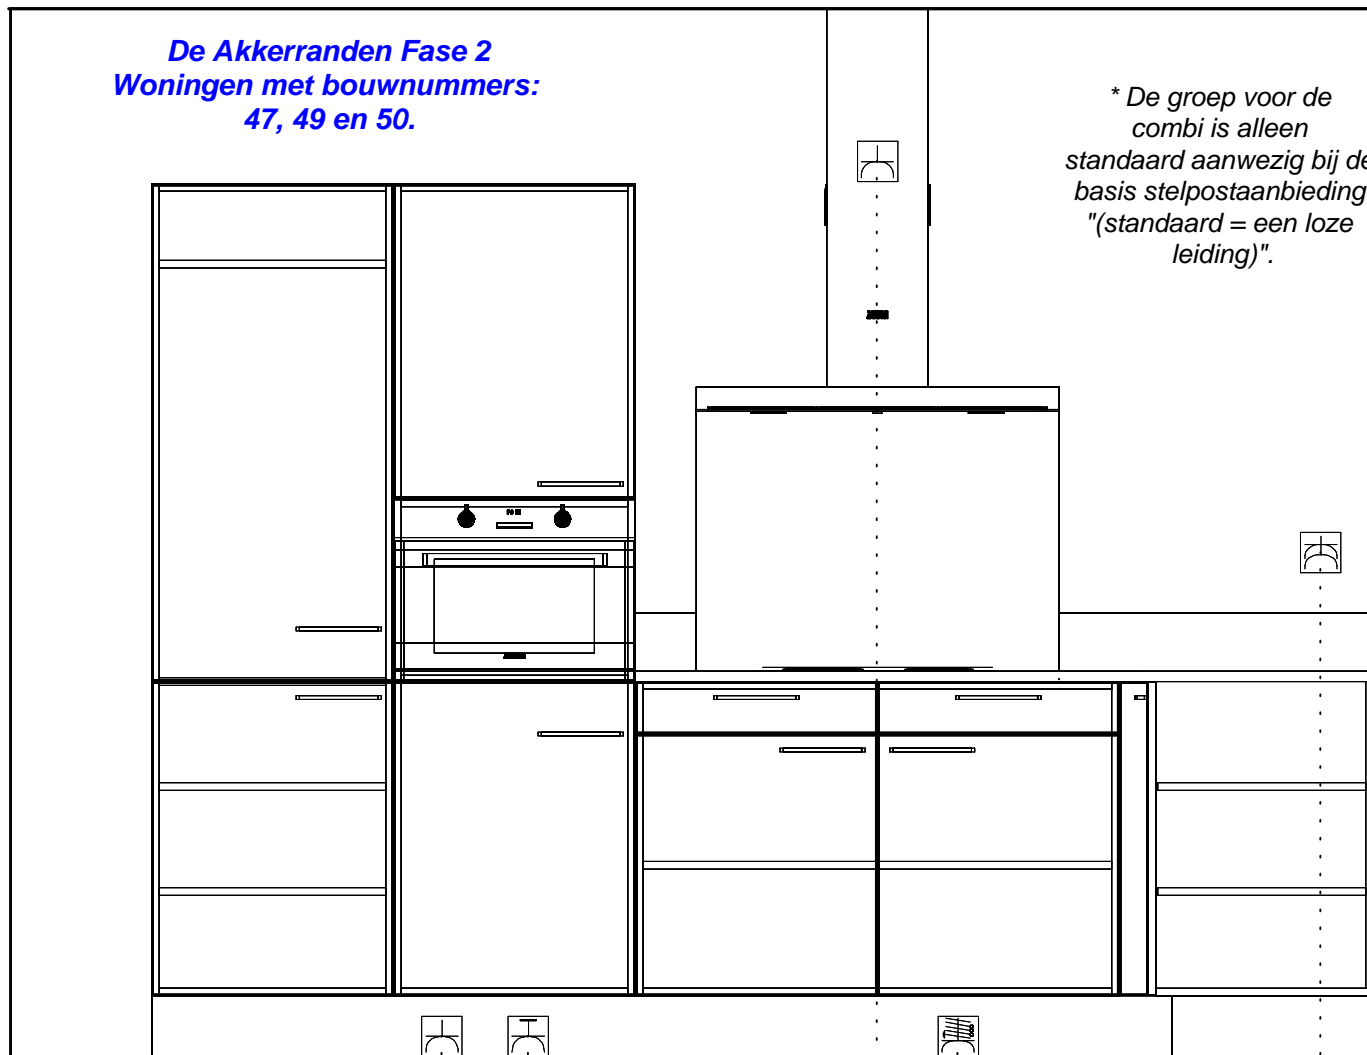 De Akkerranden Fase 2
Woningen met bouwnummers:
47, 49 en 50.
* De groep voor de
combi is alleen
standaard aanwezig bij de
basis stelpostaanbieding
"(standaard = een loze
leiding)".